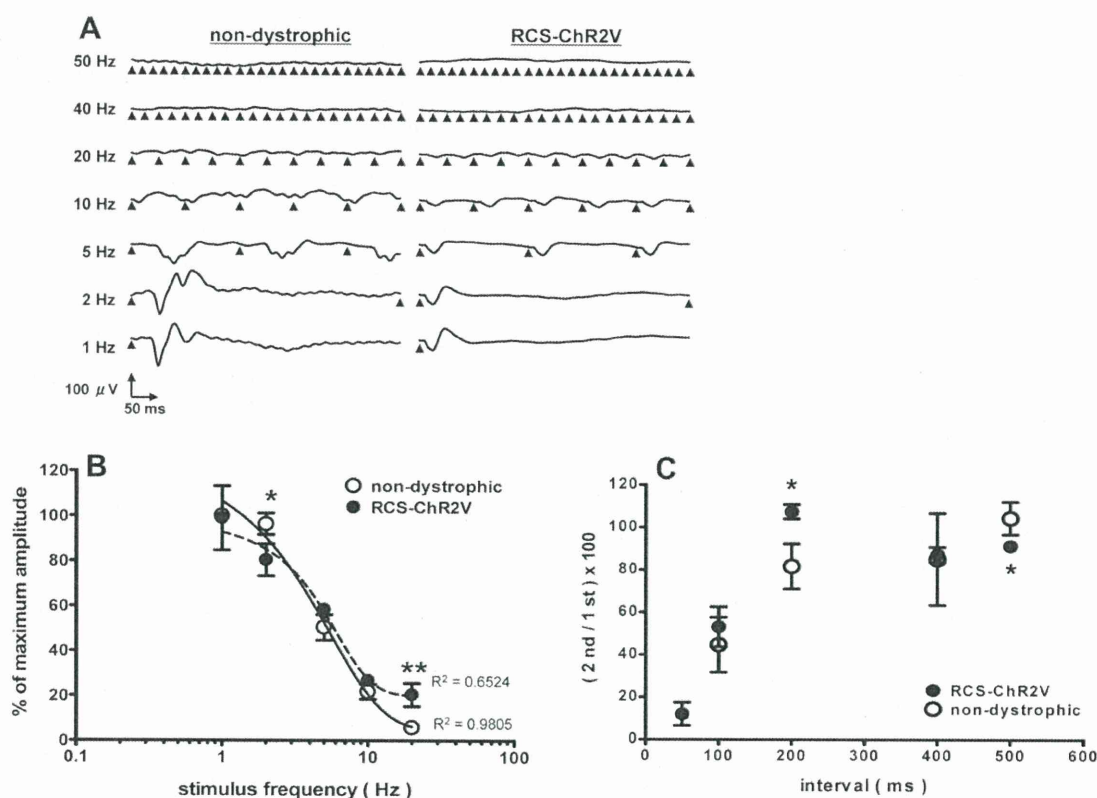 A
non-dystrophic RCS-ChR2V
50 Hz
40 Hz
20 Hz
10 Hz
5 Hz
2 Hz
1 Hz
100 μV
50 ms
B
% of maximum amplitude
120
100
80
60
40
20
0
0.1 1 10 100
stimulus frequency ( Hz )
non-dystrophic
RCS-ChR2V
*
**
R² = 0.6524
R² = 0.9805
C
( 2 nd / 1 st ) x 100
120
100
80
60
40
20
0
0 100 200 300 400 500 600
interval ( ms )
*
*
RCS-ChR2V
non-dystrophic